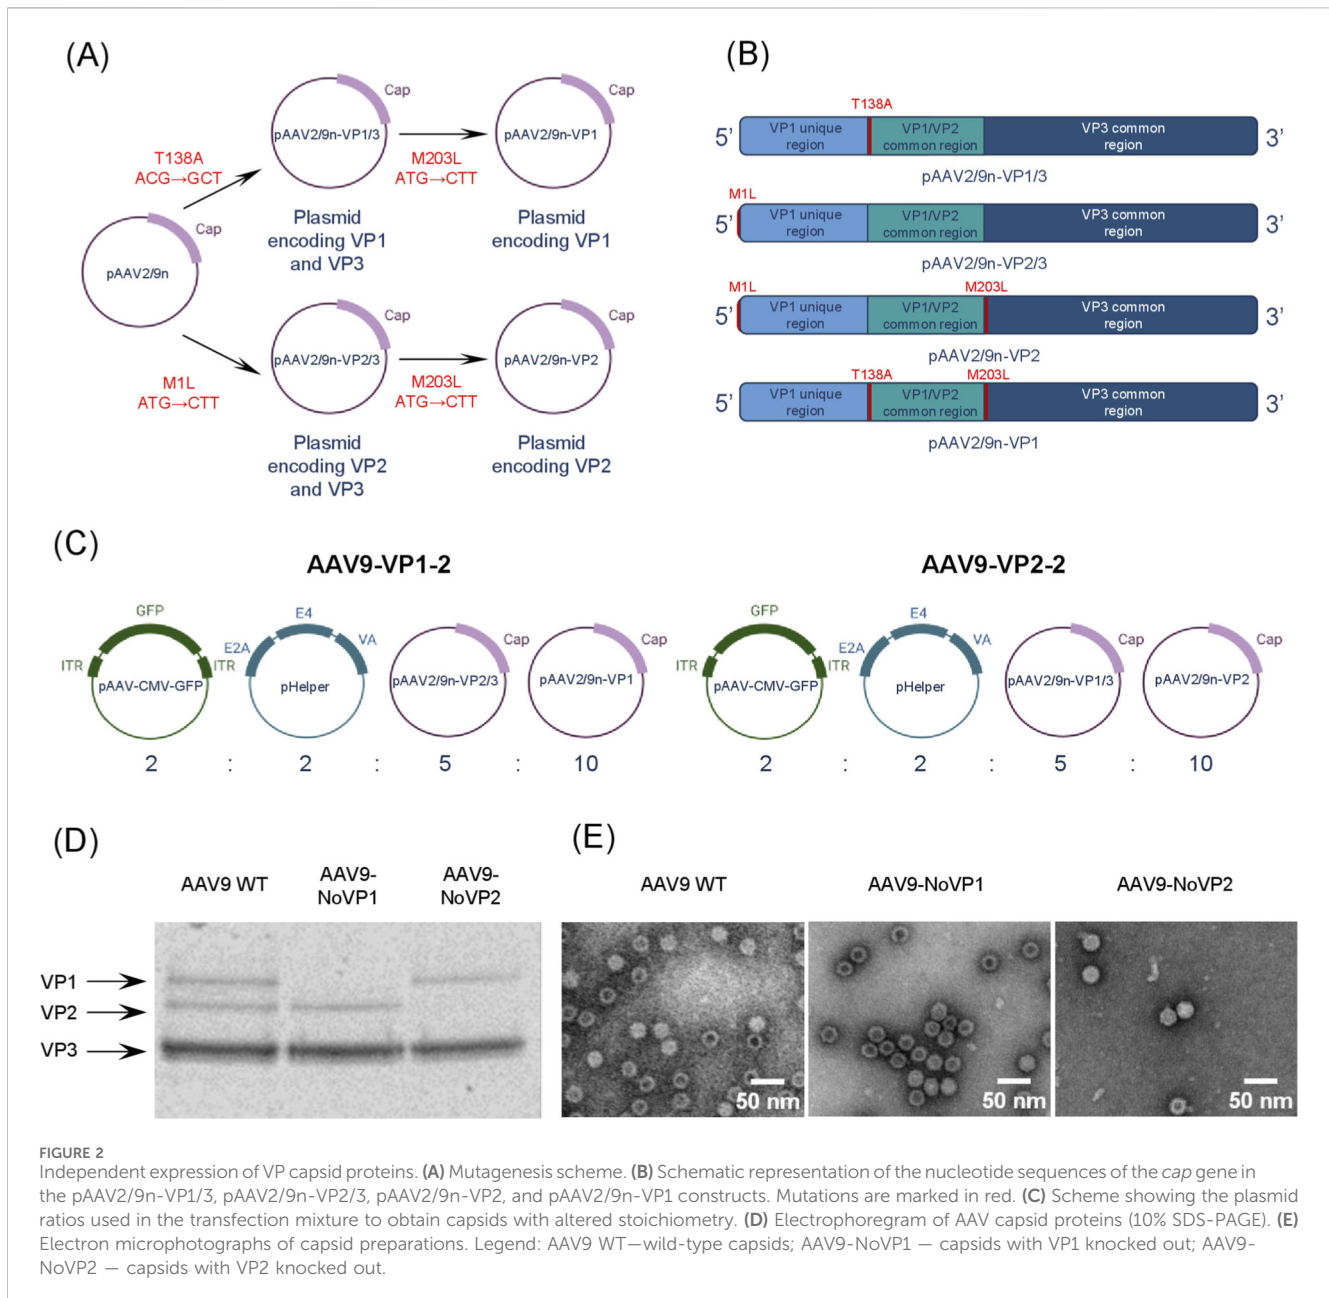 (A)
Cap
pAAV2/9n-VP1/3
Cap
pAAV2/9n-VP1
T138A
ACG→GCT
M203L
ATG→CTT
Plasmid
encoding VP1
and VP3
Plasmid
encoding VP1
Cap
pAAV2/9n
Cap
pAAV2/9n-VP2/3
Cap
pAAV2/9n-VP2
M1L
ATG→CTT
M203L
ATG→CTT
Plasmid
encoding VP2
and VP3
Plasmid
encoding VP2
(B)
T138A
5’
VP1 unique
region
VP1/VP2
common region
VP3 common
region
3’
pAAV2/9n-VP1/3
M1L
5’
VP1 unique
region
VP1/VP2
common region
VP3 common
region
3’
pAAV2/9n-VP2/3
M1L
M203L
5’
VP1 unique
region
VP1/VP2
common region
VP3 common
region
3’
pAAV2/9n-VP2
T138A
M203L
5’
VP1 unique
region
VP1/VP2
common region
VP3 common
region
3’
pAAV2/9n-VP1
(C)
AAV9-VP1-2
GFP
ITR
ITR
pAAV-CMV-GFP
E4
E2A
VA
pHelper
Cap
pAAV2/9n-VP2/3
Cap
pAAV2/9n-VP1
2 : 2 : 5 : 10
AAV9-VP2-2
GFP
ITR
ITR
pAAV-CMV-GFP
E4
E2A
VA
pHelper
Cap
pAAV2/9n-VP1/3
Cap
pAAV2/9n-VP2
2 : 2 : 5 : 10
(D)
AAV9 WT
AAV9-
NoVP1
AAV9-
NoVP2
VP1
VP2
VP3
(E)
AAV9 WT
AAV9-NoVP1
AAV9-NoVP2
50 nm
50 nm
50 nm
FIGURE 2
Independent expression of VP capsid proteins. (A) Mutagenesis scheme. (B) Schematic representation of the nucleotide sequences of the cap gene in
the pAAV2/9n-VP1/3, pAAV2/9n-VP2/3, pAAV2/9n-VP2, and pAAV2/9n-VP1 constructs. Mutations are marked in red. (C) Scheme showing the plasmid
ratios used in the transfection mixture to obtain capsids with altered stoichiometry. (D) Electrophoregram of AAV capsid proteins (10% SDS-PAGE). (E)
Electron microphotographs of capsid preparations. Legend: AAV9 WT—wild-type capsids; AAV9-NoVP1 — capsids with VP1 knocked out; AAV9-
NoVP2 — capsids with VP2 knocked out.